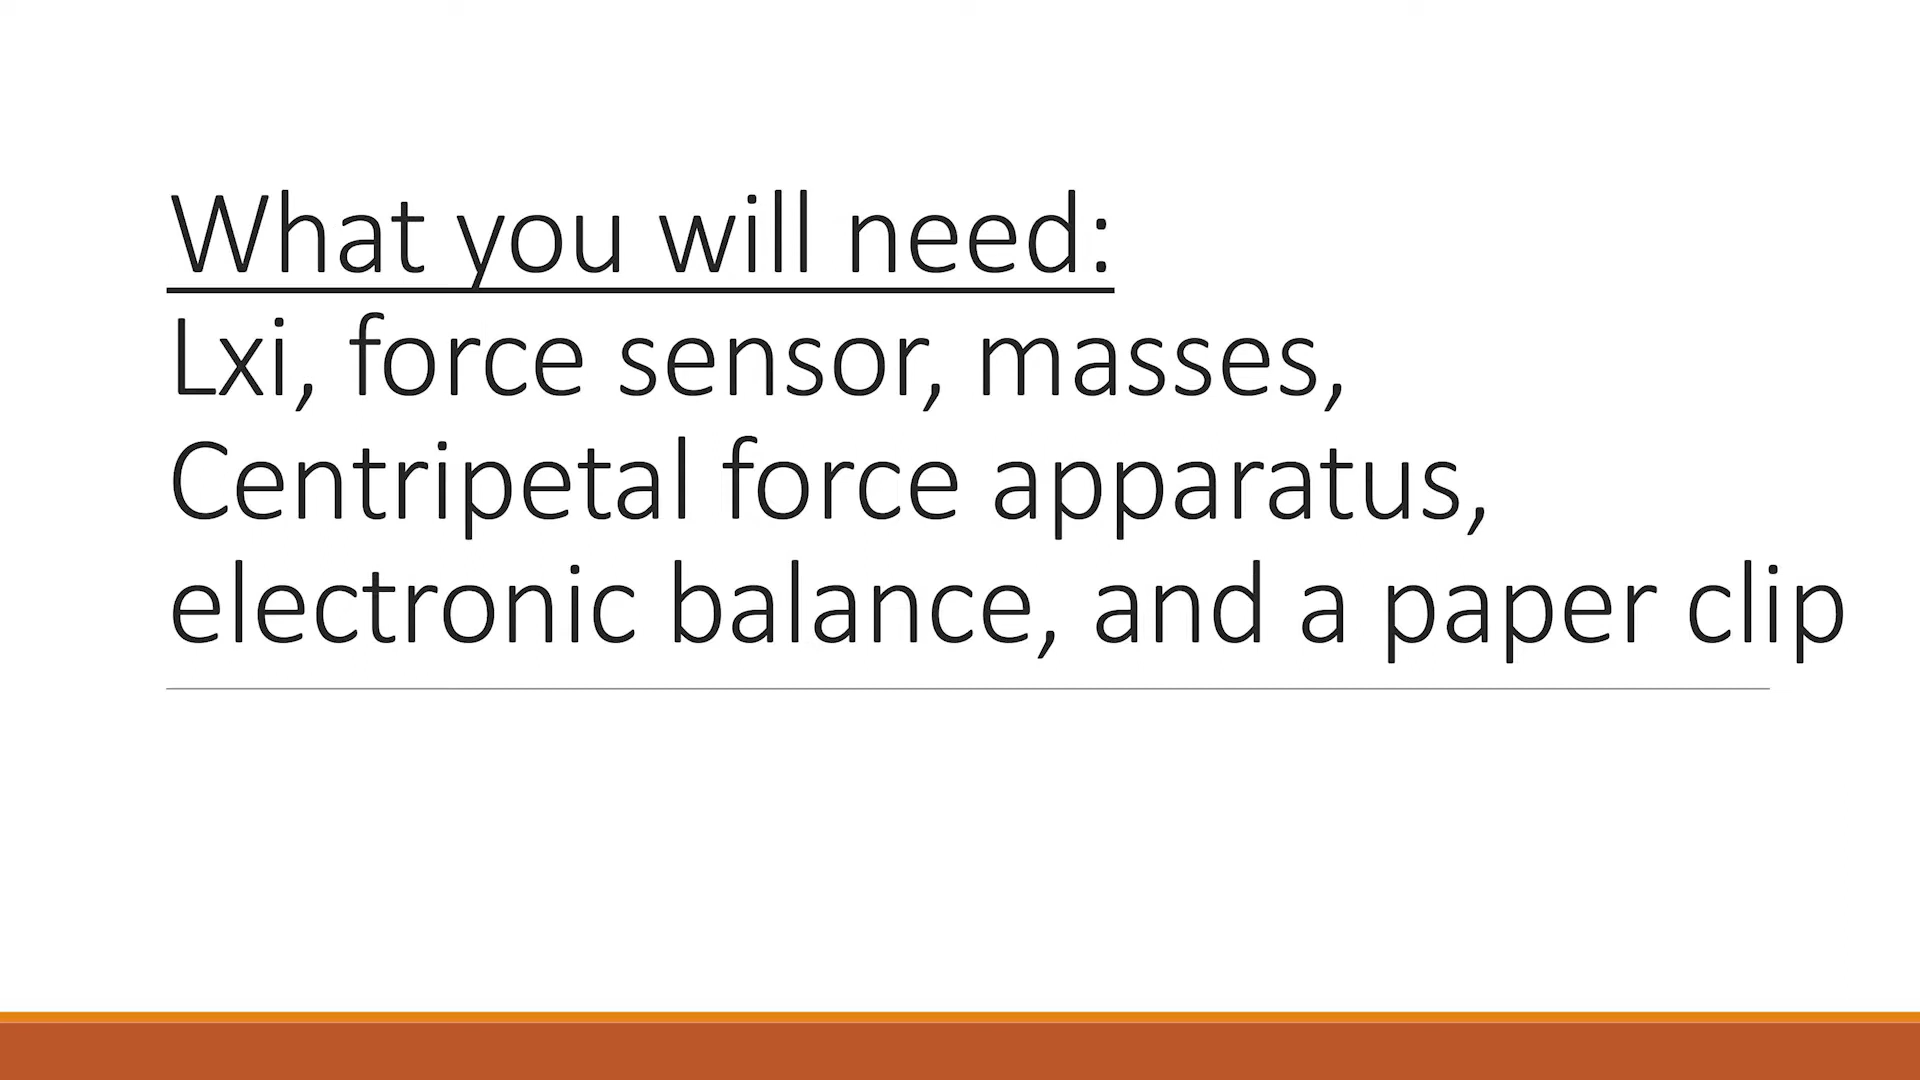 What you will need:
Lxi, force sensor, masses,
Centripetal force apparatus,
electronic balance, and a paper clip